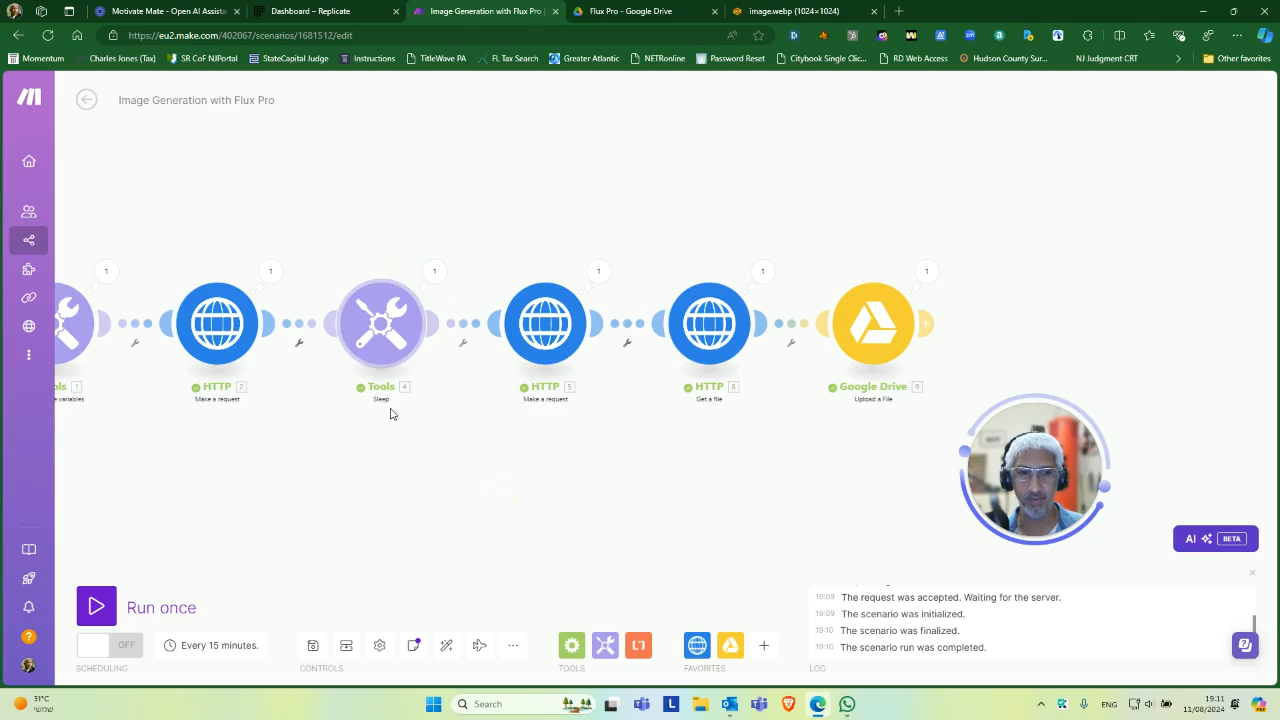 Motivate Mate - Open AI Assista
Dashboard – Replicate
Image Generation with Flux Pro
Flux Pro - Google Drive
image.webp (1024×1024)
https://eu2.make.com/402067/scenarios/1681512/edit
Momentum
Charles Jones (Tax)
SR CoF NJPortal
StateCapital Judge
Instructions
TitleWave PA
FL Tax Search
Greater Atlantic
NETRonline
Password Reset
Citybook Single Clic...
RD Web Access
Hudson County Sur...
NJ Judgment CRT
Other favorites
Image Generation with Flux Pro
1
1
1
1
1
1
ols 1
HTTP 2
Tools 4
HTTP 5
HTTP 8
Google Drive 9
e variables
Make a request
Sleep
Make a request
Get a file
Upload a File
AI BETA
Run once
19:09 The request was accepted. Waiting for the server.
19:09 The scenario was initialized.
19:10 The scenario was finalized.
19:10 The scenario run was completed.
OFF
Every 15 minutes.
SCHEDULING
CONTROLS
TOOLS
FAVORITES
LOG
31°C
שמשי
Search
ENG
19:11
11/08/2024